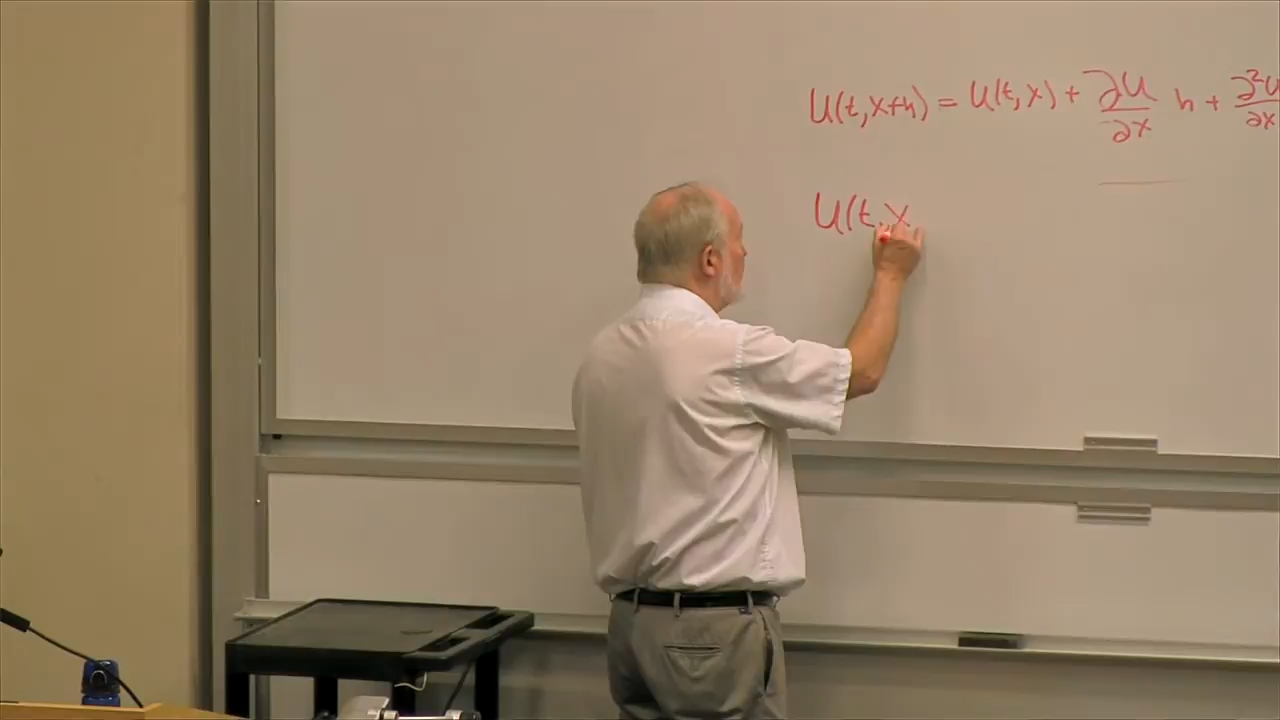 U(t,x+h) = U(t,x) + ∂U/∂x h + ∂²U/∂x
U(t,x